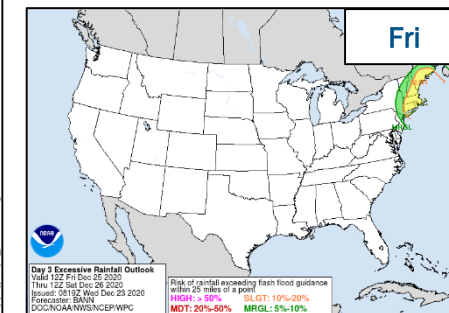 Fri
MRGL
NOAA
Day 3 Excessive Rainfall Outlook
Valid 12Z Fri Dec 25 2020
Thru 12Z Sat Dec 26 2020
Issued: 0819Z Wed Dec 23 2020
Forecaster: BANN
DOC/NOAA/NWS/NCEP/WPC
Risk of rainfall exceeding flash flood guidance
within 25 miles of a point
HIGH: > 50% SLGT: 10%-20%
MDT: 20%-50% MRGL: 5%-10%